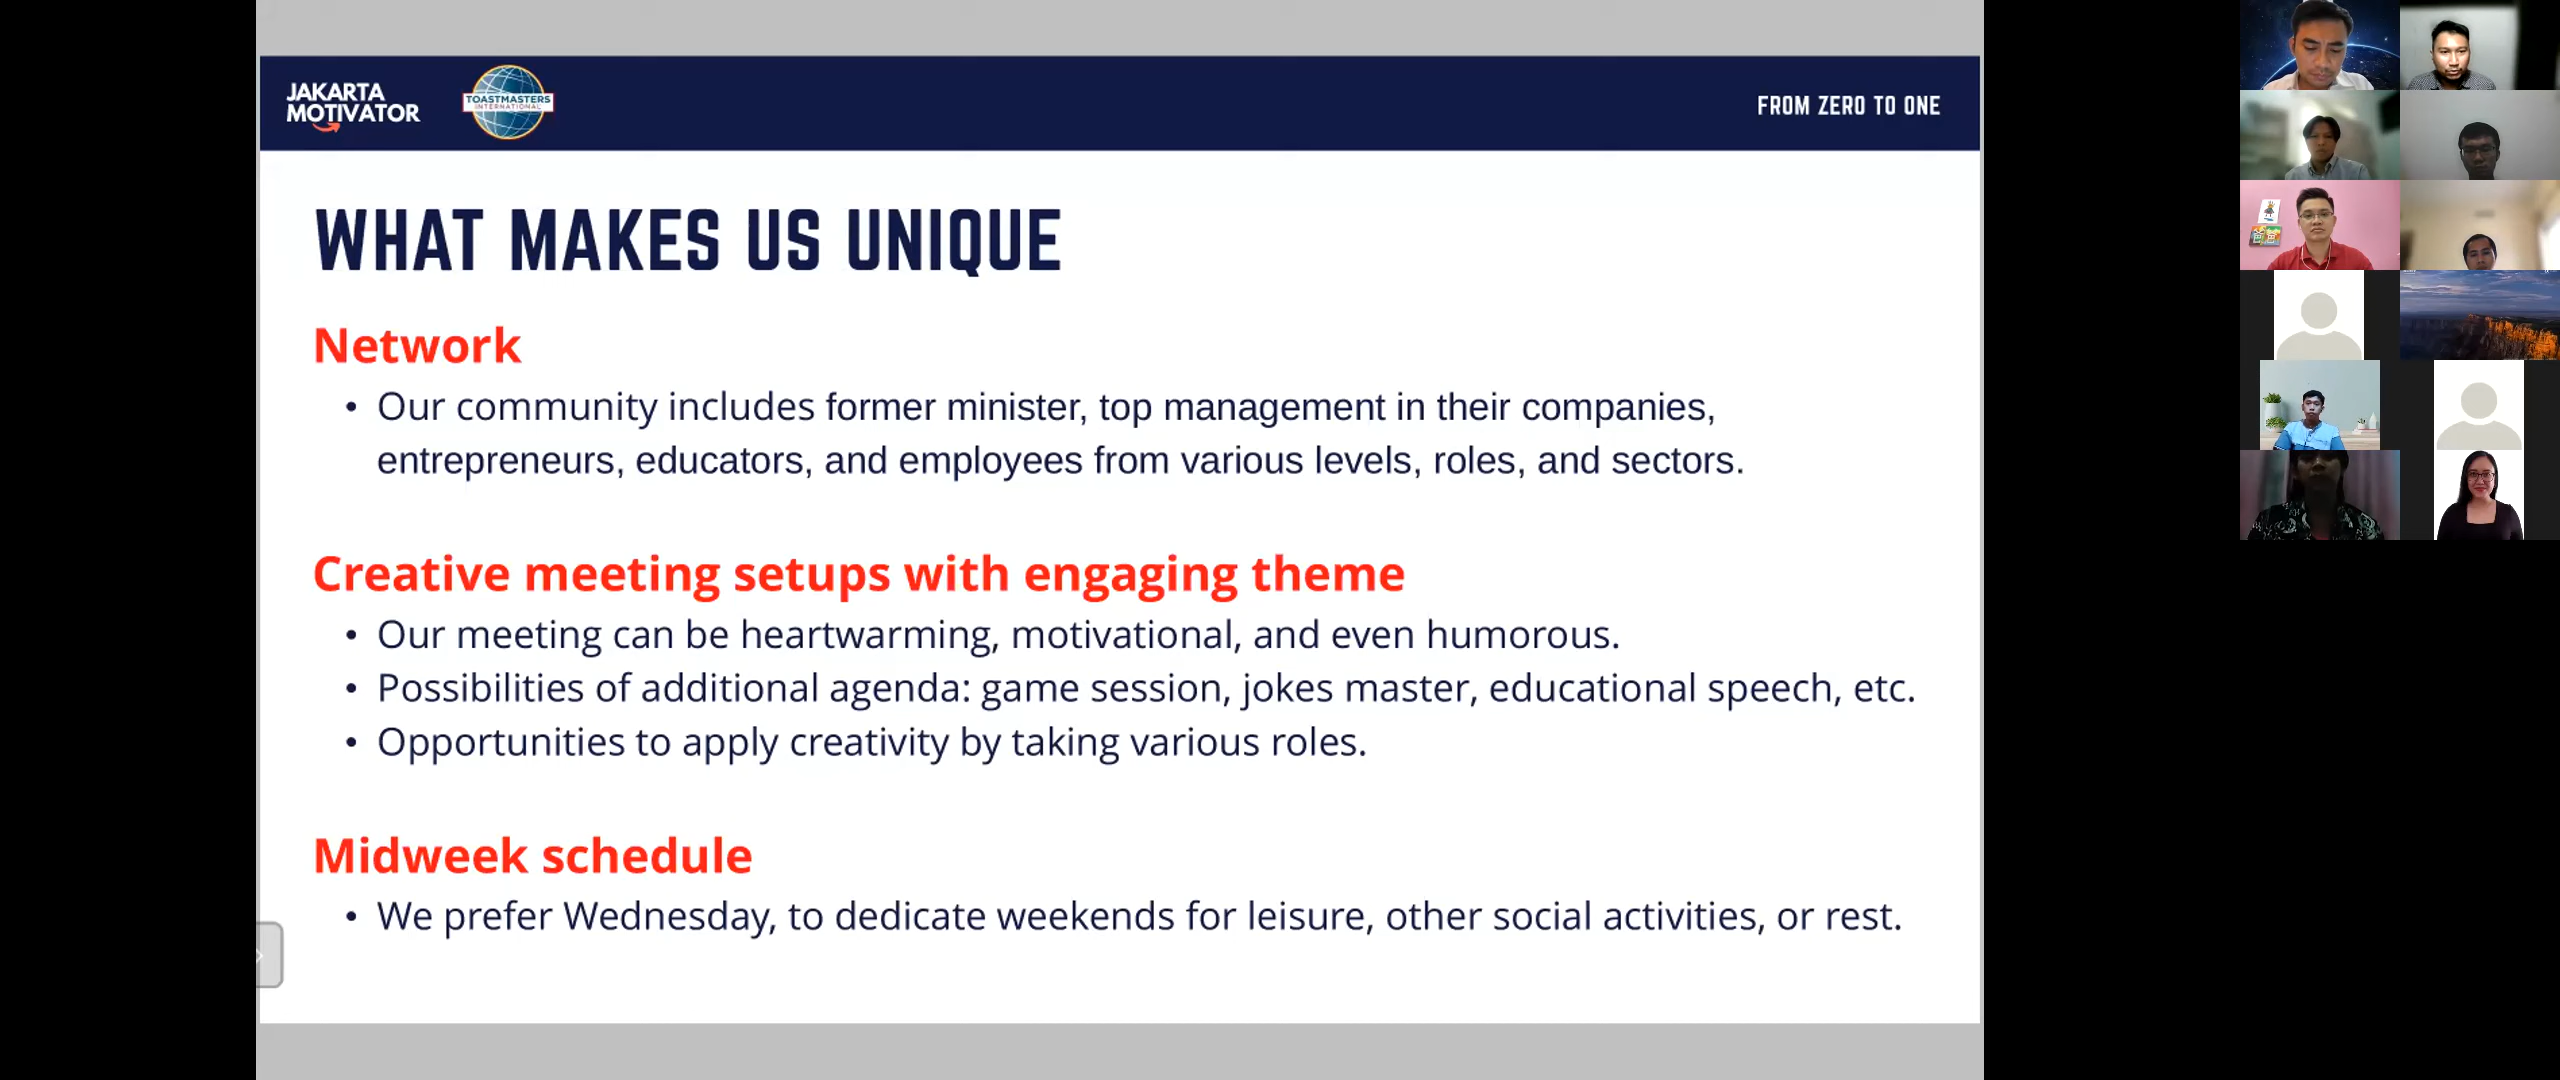 JAKARTA
MOTIVATOR
TOASTMASTERS
INTERNATIONAL
FROM ZERO TO ONE
WHAT MAKES US UNIQUE
Network
• Our community includes former minister, top management in their companies,
entrepreneurs, educators, and employees from various levels, roles, and sectors.
Creative meeting setups with engaging theme
• Our meeting can be heartwarming, motivational, and even humorous.
• Possibilities of additional agenda: game session, jokes master, educational speech, etc.
• Opportunities to apply creativity by taking various roles.
Midweek schedule
• We prefer Wednesday, to dedicate weekends for leisure, other social activities, or rest.